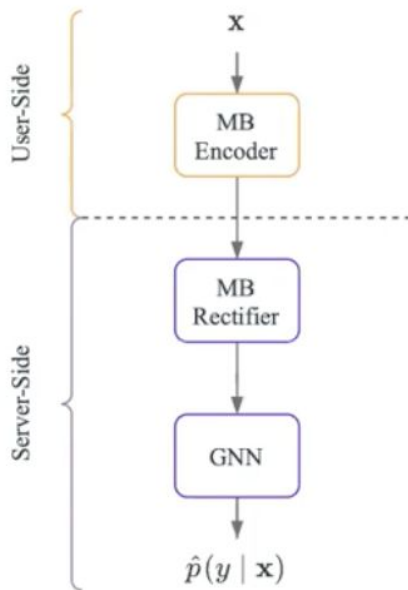 User-Side
x
MB
Encoder
Server-Side
MB
Rectifier
GNN
p̂(y | x)